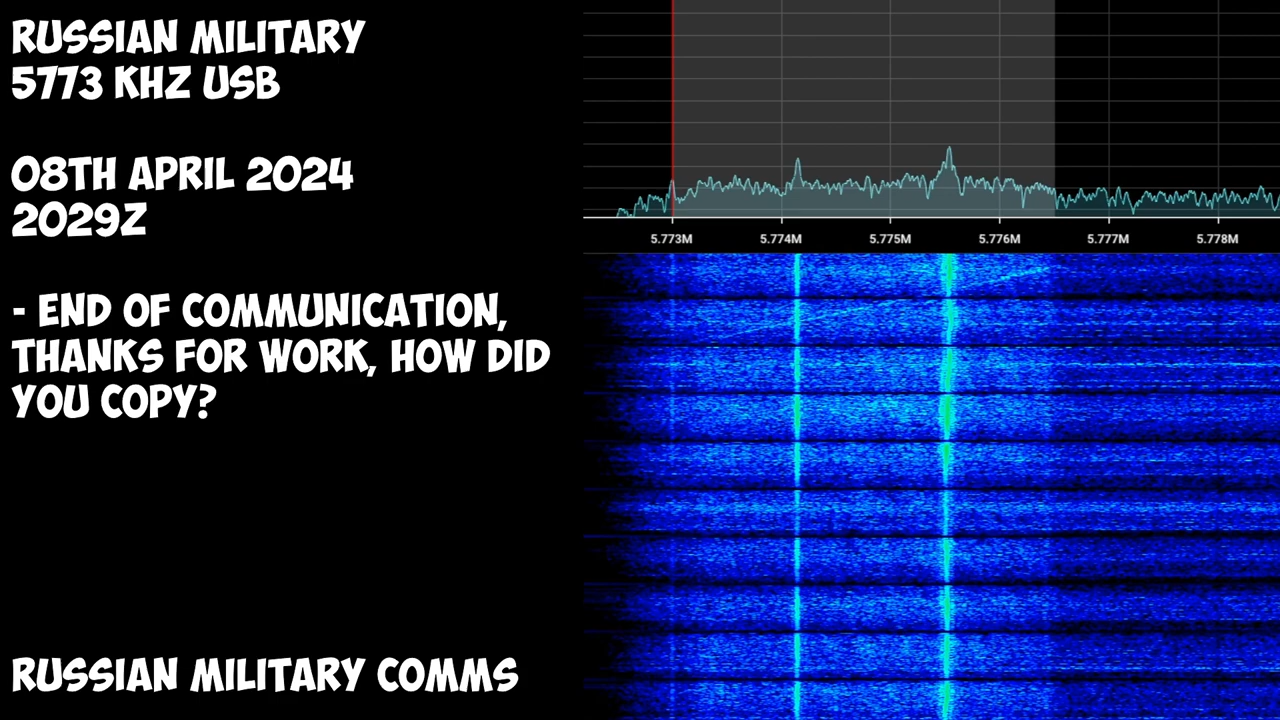 RUSSIAN MILITARY
5773 KHZ USB
08TH APRIL 2024
2029Z
- END OF COMMUNICATION,
THANKS FOR WORK, HOW DID
YOU COPY?
RUSSIAN MILITARY COMMS
5.773M 5.774M 5.775M 5.776M 5.777M 5.778M